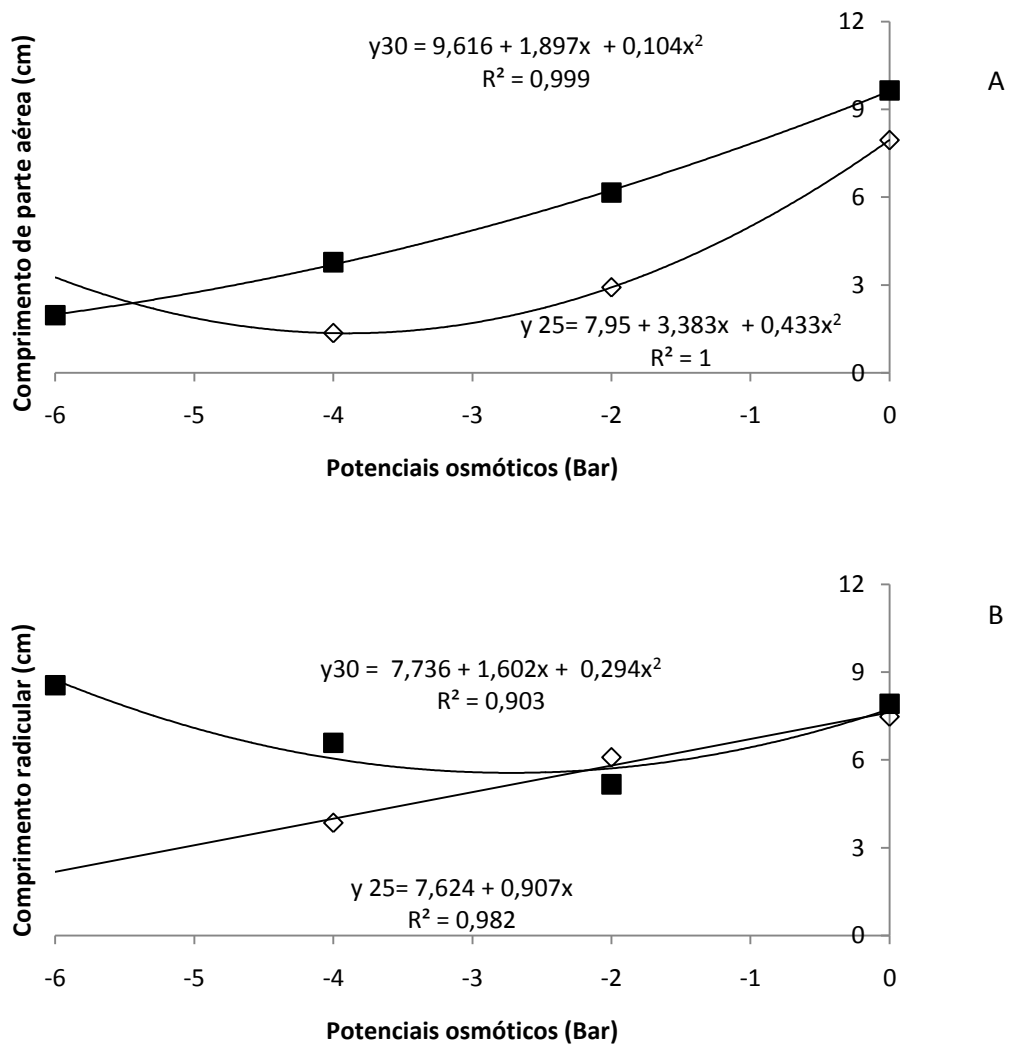 12
y30 = 9,616 + 1,897x + 0,104x²
R² = 0,999
A
9
Comprimento de parte aérea (cm)
6
3
y 25= 7,95 + 3,383x + 0,433x²
R² = 1
0
-6 -5 -4 -3 -2 -1 0
Potenciais osmóticos (Bar)
12
B
y30 = 7,736 + 1,602x + 0,294x²
R² = 0,903
9
Comprimento radicular (cm)
6
3
y 25= 7,624 + 0,907x
R² = 0,982
0
-6 -5 -4 -3 -2 -1 0
Potenciais osmóticos (Bar)